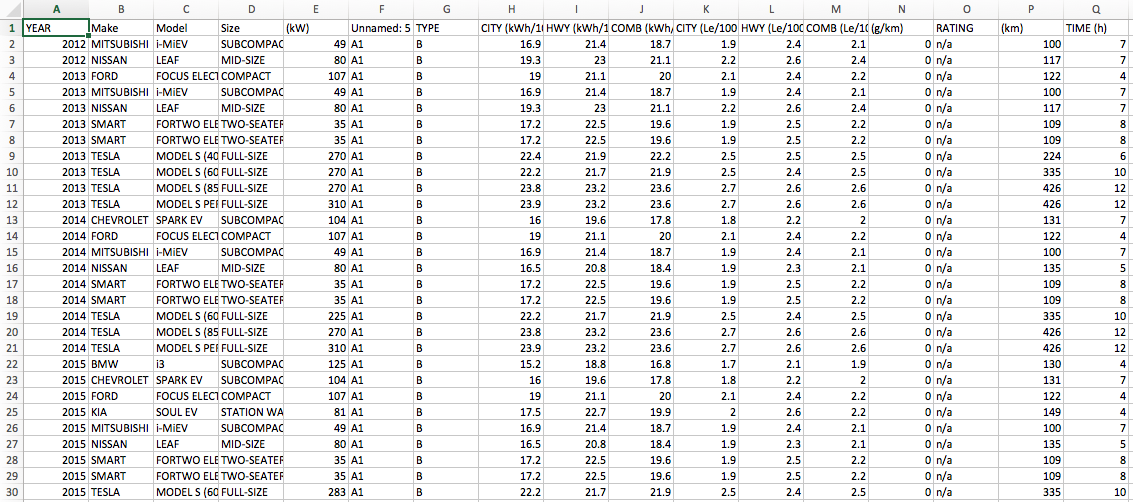 A B C D E F G H I J K L M N O P Q
1 YEAR Make Model Size (kW) Unnamed: 5 TYPE CITY (kWh/1 HWY (kWh/1 COMB (kWh/ CITY (Le/100 HWY (Le/100 COMB (Le/1 (g/km) RATING (km) TIME (h)
2 2012 MITSUBISHI i-MiEV SUBCOMPAC 49 A1 B 16.9 21.4 18.7 1.9 2.4 2.1 0 n/a 100 7
3 2012 NISSAN LEAF MID-SIZE 80 A1 B 19.3 23 21.1 2.2 2.6 2.4 0 n/a 117 7
4 2013 FORD FOCUS ELECT COMPACT 107 A1 B 19 21.1 20 2.1 2.4 2.2 0 n/a 122 4
5 2013 MITSUBISHI i-MiEV SUBCOMPAC 49 A1 B 16.9 21.4 18.7 1.9 2.4 2.1 0 n/a 100 7
6 2013 NISSAN LEAF MID-SIZE 80 A1 B 19.3 23 21.1 2.2 2.6 2.4 0 n/a 117 7
7 2013 SMART FORTWO ELE TWO-SEATER 35 A1 B 17.2 22.5 19.6 1.9 2.5 2.2 0 n/a 109 8
8 2013 SMART FORTWO ELE TWO-SEATER 35 A1 B 17.2 22.5 19.6 1.9 2.5 2.2 0 n/a 109 8
9 2013 TESLA MODEL S (40 FULL-SIZE 270 A1 B 22.4 21.9 22.2 2.5 2.5 2.5 0 n/a 224 6
10 2013 TESLA MODEL S (60 FULL-SIZE 270 A1 B 22.2 21.7 21.9 2.5 2.4 2.5 0 n/a 335 10
11 2013 TESLA MODEL S (85 FULL-SIZE 270 A1 B 23.8 23.2 23.6 2.7 2.6 2.6 0 n/a 426 12
12 2013 TESLA MODEL S PEI FULL-SIZE 310 A1 B 23.9 23.2 23.6 2.7 2.6 2.6 0 n/a 426 12
13 2014 CHEVROLET SPARK EV SUBCOMPAC 104 A1 B 16 19.6 17.8 1.8 2.2 2 0 n/a 131 7
14 2014 FORD FOCUS ELECT COMPACT 107 A1 B 19 21.1 20 2.1 2.4 2.2 0 n/a 122 4
15 2014 MITSUBISHI i-MiEV SUBCOMPAC 49 A1 B 16.9 21.4 18.7 1.9 2.4 2.1 0 n/a 100 7
16 2014 NISSAN LEAF MID-SIZE 80 A1 B 16.5 20.8 18.4 1.9 2.3 2.1 0 n/a 135 5
17 2014 SMART FORTWO ELE TWO-SEATER 35 A1 B 17.2 22.5 19.6 1.9 2.5 2.2 0 n/a 109 8
18 2014 SMART FORTWO ELE TWO-SEATER 35 A1 B 17.2 22.5 19.6 1.9 2.5 2.2 0 n/a 109 8
19 2014 TESLA MODEL S (60 FULL-SIZE 225 A1 B 22.2 21.7 21.9 2.5 2.4 2.5 0 n/a 335 10
20 2014 TESLA MODEL S (85 FULL-SIZE 270 A1 B 23.8 23.2 23.6 2.7 2.6 2.6 0 n/a 426 12
21 2014 TESLA MODEL S PEI FULL-SIZE 310 A1 B 23.9 23.2 23.6 2.7 2.6 2.6 0 n/a 426 12
22 2015 BMW i3 SUBCOMPAC 125 A1 B 15.2 18.8 16.8 1.7 2.1 1.9 0 n/a 130 4
23 2015 CHEVROLET SPARK EV SUBCOMPAC 104 A1 B 16 19.6 17.8 1.8 2.2 2 0 n/a 131 7
24 2015 FORD FOCUS ELECT COMPACT 107 A1 B 19 21.1 20 2.1 2.4 2.2 0 n/a 122 4
25 2015 KIA SOUL EV STATION WA 81 A1 B 17.5 22.7 19.9 2 2.6 2.2 0 n/a 149 4
26 2015 MITSUBISHI i-MiEV SUBCOMPAC 49 A1 B 16.9 21.4 18.7 1.9 2.4 2.1 0 n/a 100 7
27 2015 NISSAN LEAF MID-SIZE 80 A1 B 16.5 20.8 18.4 1.9 2.3 2.1 0 n/a 135 5
28 2015 SMART FORTWO ELE TWO-SEATER 35 A1 B 17.2 22.5 19.6 1.9 2.5 2.2 0 n/a 109 8
29 2015 SMART FORTWO ELE TWO-SEATER 35 A1 B 17.2 22.5 19.6 1.9 2.5 2.2 0 n/a 109 8
30 2015 TESLA MODEL S (60 FULL-SIZE 283 A1 B 22.2 21.7 21.9 2.5 2.4 2.5 0 n/a 335 10